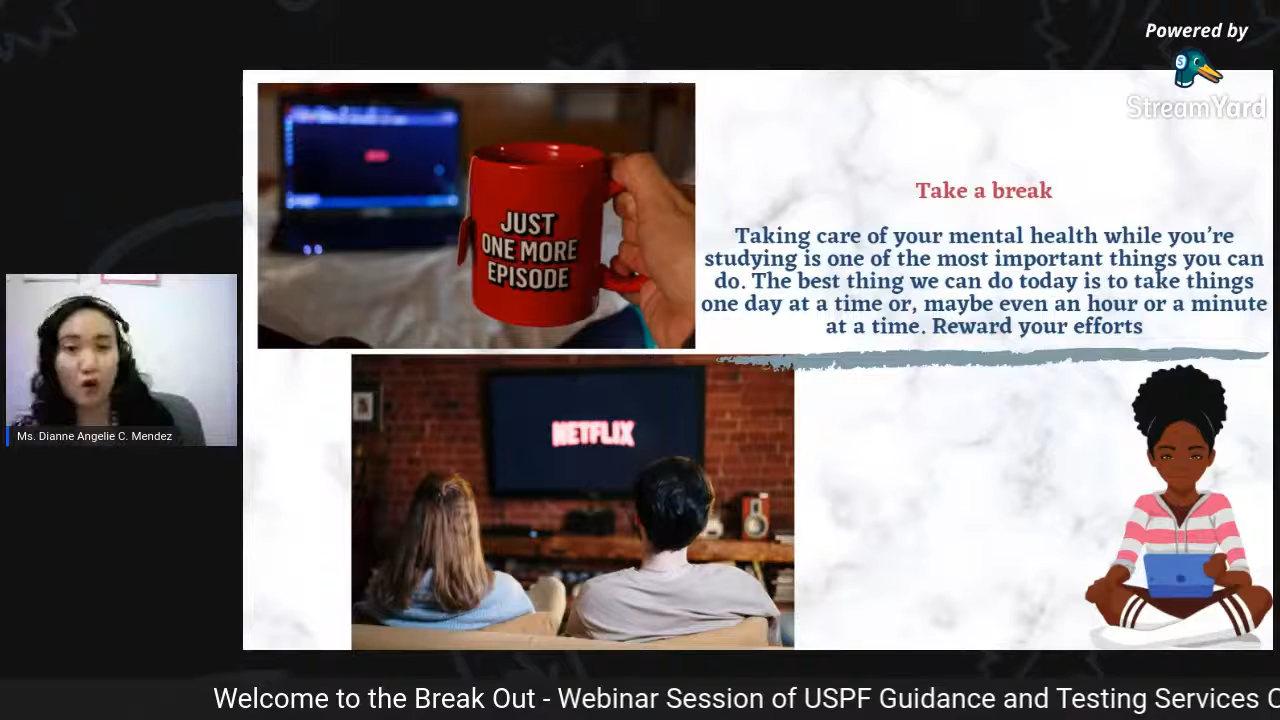 Powered by
StreamYard
JUST
ONE MORE
EPISODE
Take a break
Taking care of your mental health while you’re
studying is one of the most important things you can
do. The best thing we can do today is to take things
one day at a time or, maybe even an hour or a minute
at a time. Reward your efforts
NETFLIX
Ms. Dianne Angelie C. Mendez
Welcome to the Break Out - Webinar Session of USPF Guidance and Testing Services